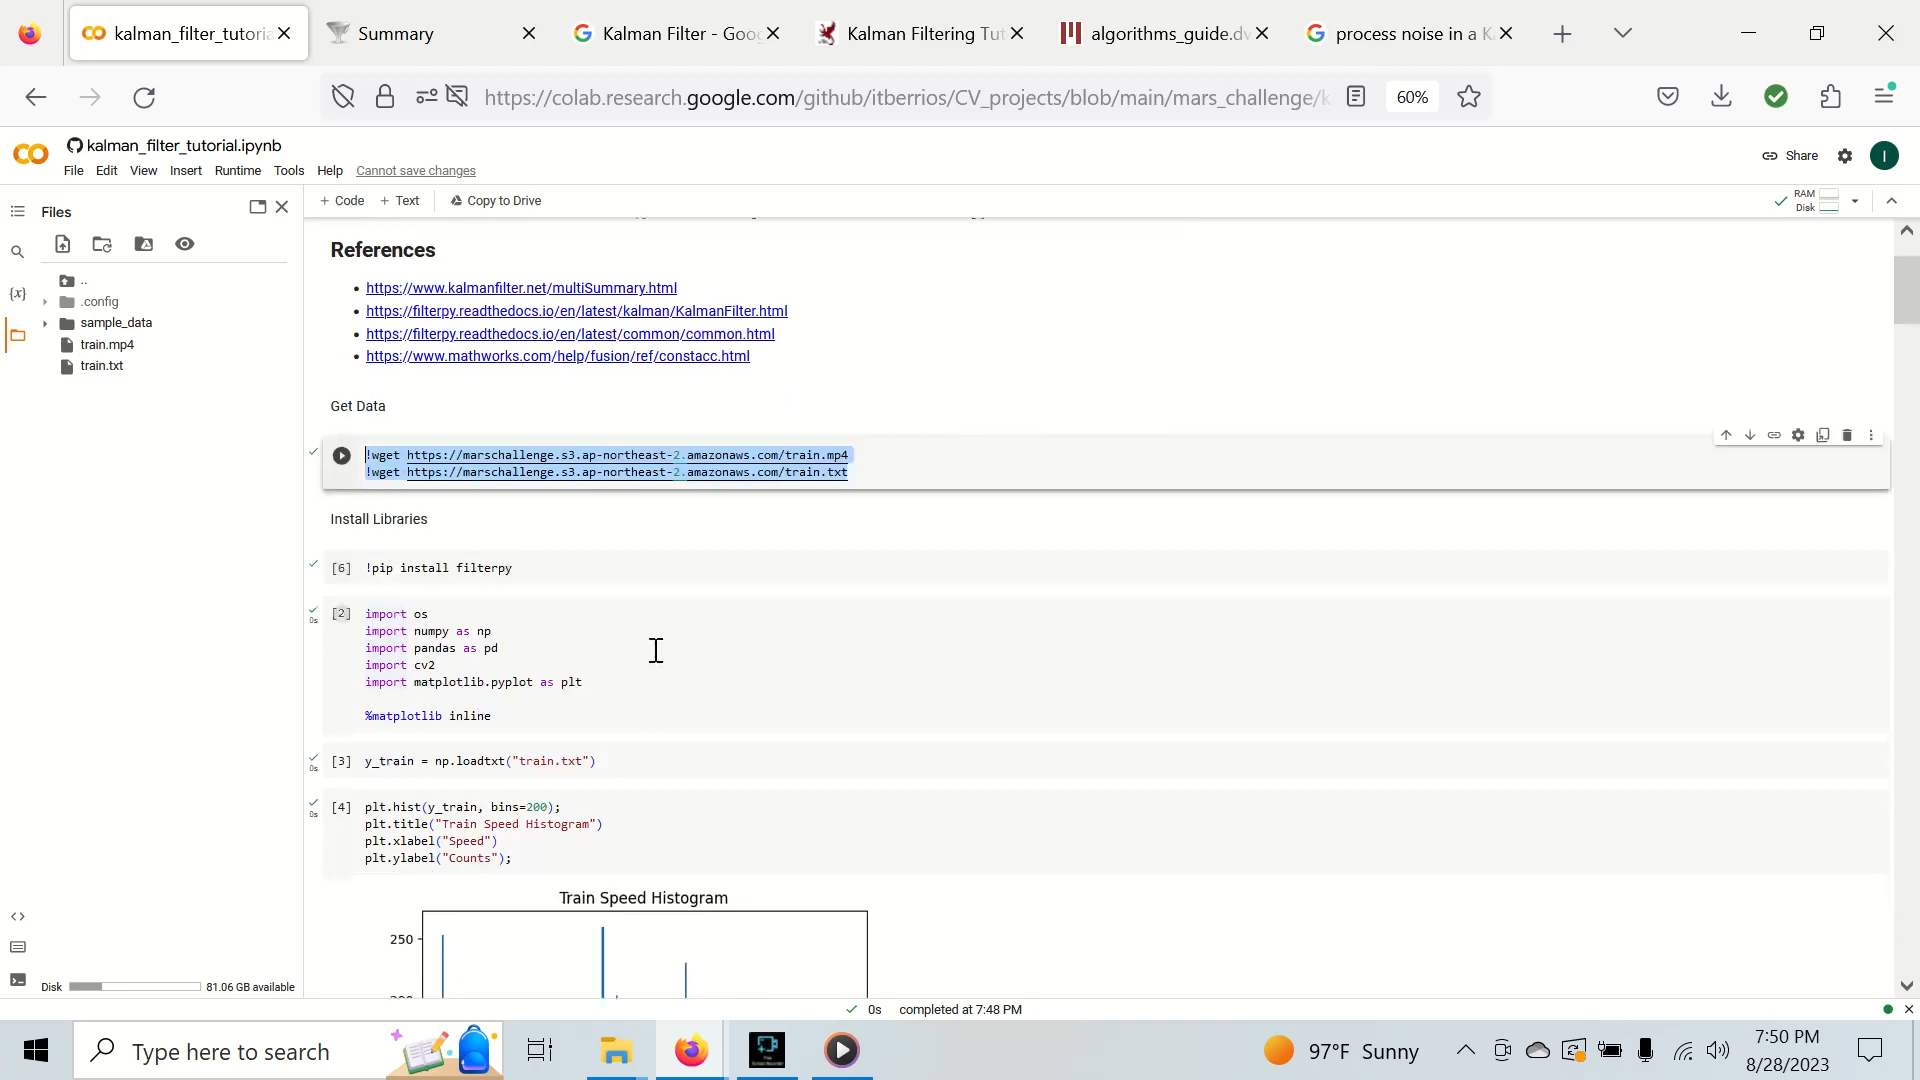 kalman_filter_tutoria
Summary
Kalman Filter - Goo
Kalman Filtering Tut
algorithms_guide.dv
process noise in a K
https://colab.research.google.com/github/itberrios/CV_projects/blob/main/mars_challenge/k
60%
kalman_filter_tutorial.ipynb
File Edit View Insert Runtime Tools Help Cannot save changes
Share
I
Files
+ Code + Text Copy to Drive
RAM
Disk
References
https://www.kalmanfilter.net/multiSummary.html
https://filterpy.readthedocs.io/en/latest/kalman/KalmanFilter.html
https://filterpy.readthedocs.io/en/latest/common/common.html
https://www.mathworks.com/help/fusion/ref/constacc.html
..
.config
sample_data
train.mp4
train.txt
{x}
Get Data
!wget https://marschallenge.s3.ap-northeast-2.amazonaws.com/train.mp4
!wget https://marschallenge.s3.ap-northeast-2.amazonaws.com/train.txt
Install Libraries
[6] !pip install filterpy
0s [2] import os
import numpy as np
import pandas as pd
import cv2
import matplotlib.pyplot as plt
%matplotlib inline
0s [3] y_train = np.loadtxt("train.txt")
0s [4] plt.hist(y_train, bins=200);
plt.title("Train Speed Histogram")
plt.xlabel("Speed")
plt.ylabel("Counts");
Train Speed Histogram
250
Disk 81.06 GB available
0s completed at 7:48 PM
Type here to search
97°F Sunny
7:50 PM
8/28/2023